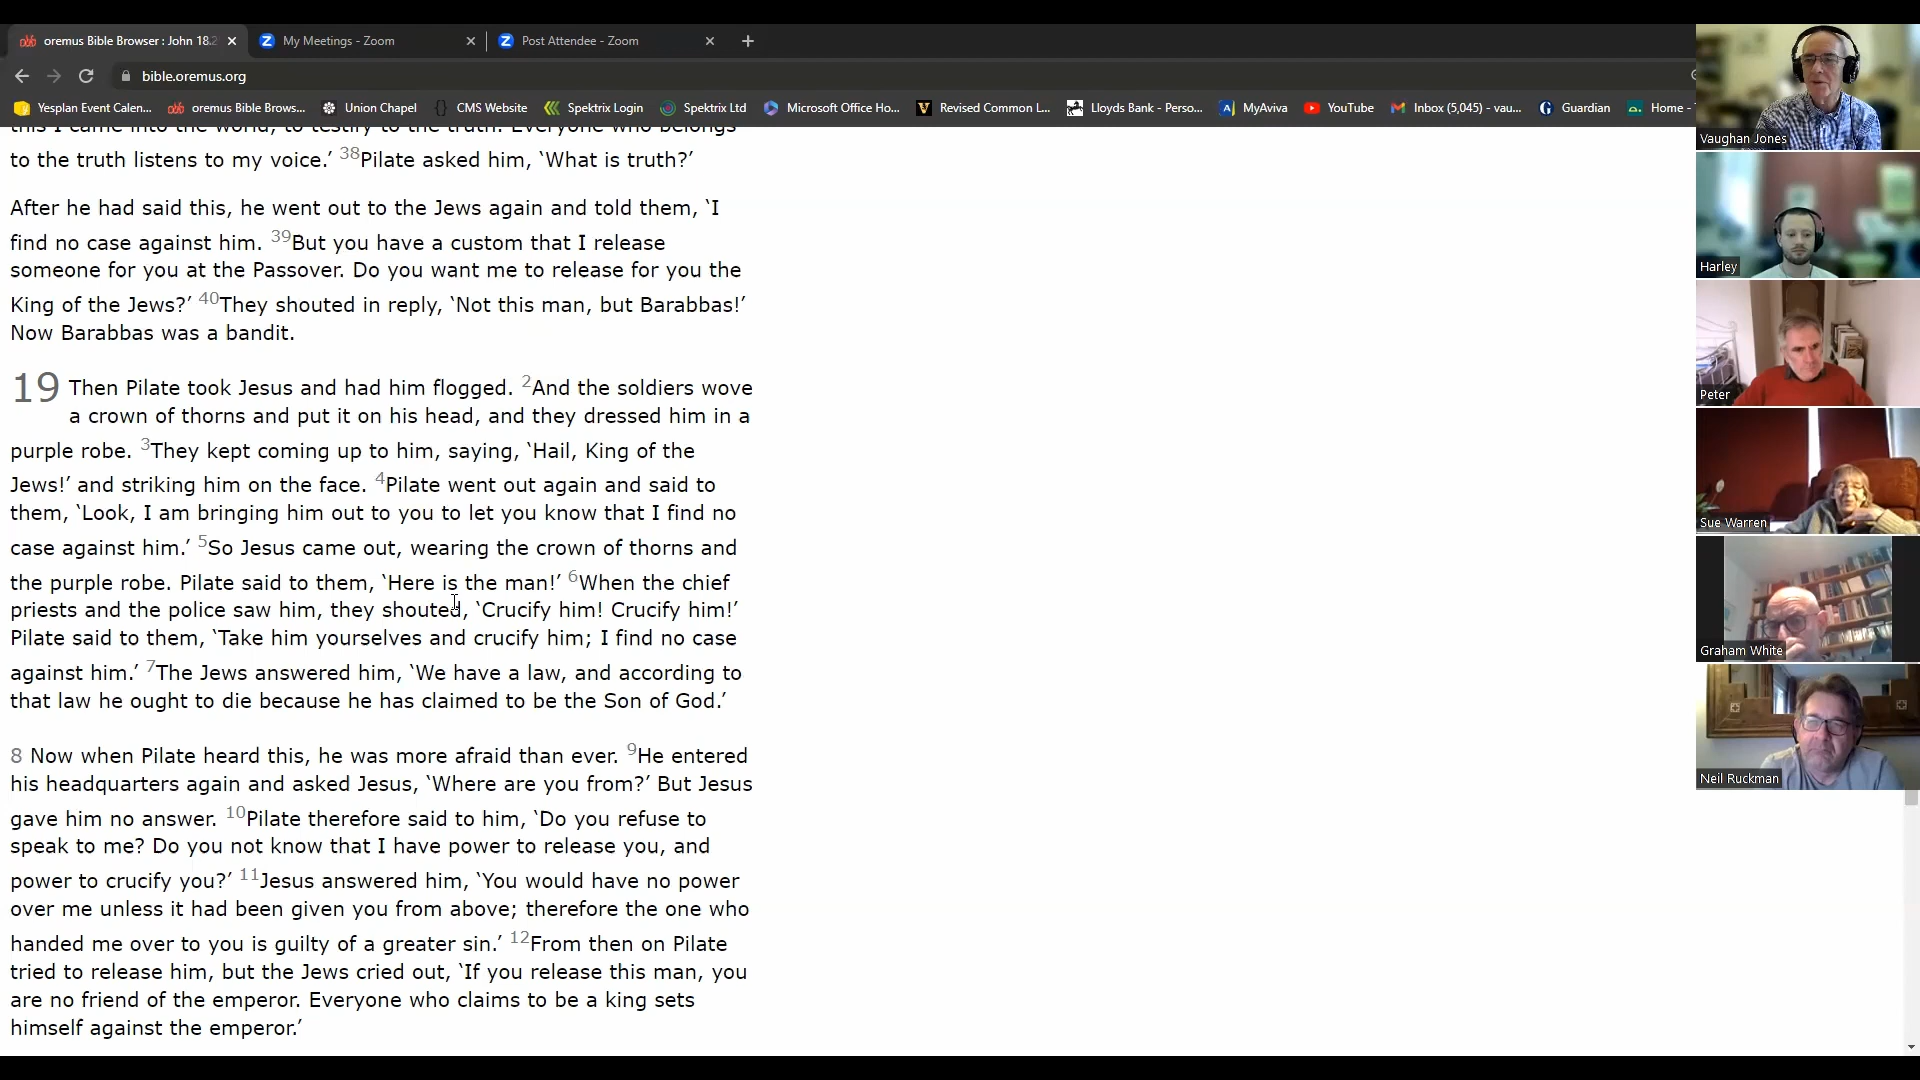 oremus Bible Browser : John 18.2
My Meetings - Zoom
Post Attendee - Zoom
bible.oremus.org
Yesplan Event Calen...
oremus Bible Brows...
Union Chapel
CMS Website
Spektrix Login
Spektrix Ltd
Microsoft Office Ho...
Revised Common L...
Lloyds Bank - Perso...
MyAviva
YouTube
Inbox (5,045) - vau...
Guardian
Home -
this I came into the world, to testify to the truth. Everyone who belongs
to the truth listens to my voice.’ 38Pilate asked him, ‘What is truth?’
After he had said this, he went out to the Jews again and told them, ‘I
find no case against him. 39But you have a custom that I release
someone for you at the Passover. Do you want me to release for you the
King of the Jews?’ 40They shouted in reply, ‘Not this man, but Barabbas!’
Now Barabbas was a bandit.
19 Then Pilate took Jesus and had him flogged. 2And the soldiers wove
a crown of thorns and put it on his head, and they dressed him in a
purple robe. 3They kept coming up to him, saying, ‘Hail, King of the
Jews!’ and striking him on the face. 4Pilate went out again and said to
them, ‘Look, I am bringing him out to you to let you know that I find no
case against him.’ 5So Jesus came out, wearing the crown of thorns and
the purple robe. Pilate said to them, ‘Here is the man!’ 6When the chief
priests and the police saw him, they shouted, ‘Crucify him! Crucify him!’
Pilate said to them, ‘Take him yourselves and crucify him; I find no case
against him.’ 7The Jews answered him, ‘We have a law, and according to
that law he ought to die because he has claimed to be the Son of God.’
8 Now when Pilate heard this, he was more afraid than ever. 9He entered
his headquarters again and asked Jesus, ‘Where are you from?’ But Jesus
gave him no answer. 10Pilate therefore said to him, ‘Do you refuse to
speak to me? Do you not know that I have power to release you, and
power to crucify you?’ 11Jesus answered him, ‘You would have no power
over me unless it had been given you from above; therefore the one who
handed me over to you is guilty of a greater sin.’ 12From then on Pilate
tried to release him, but the Jews cried out, ‘If you release this man, you
are no friend of the emperor. Everyone who claims to be a king sets
himself against the emperor.’
Vaughan Jones
Harley
Peter
Sue Warren
Graham White
Neil Ruckman